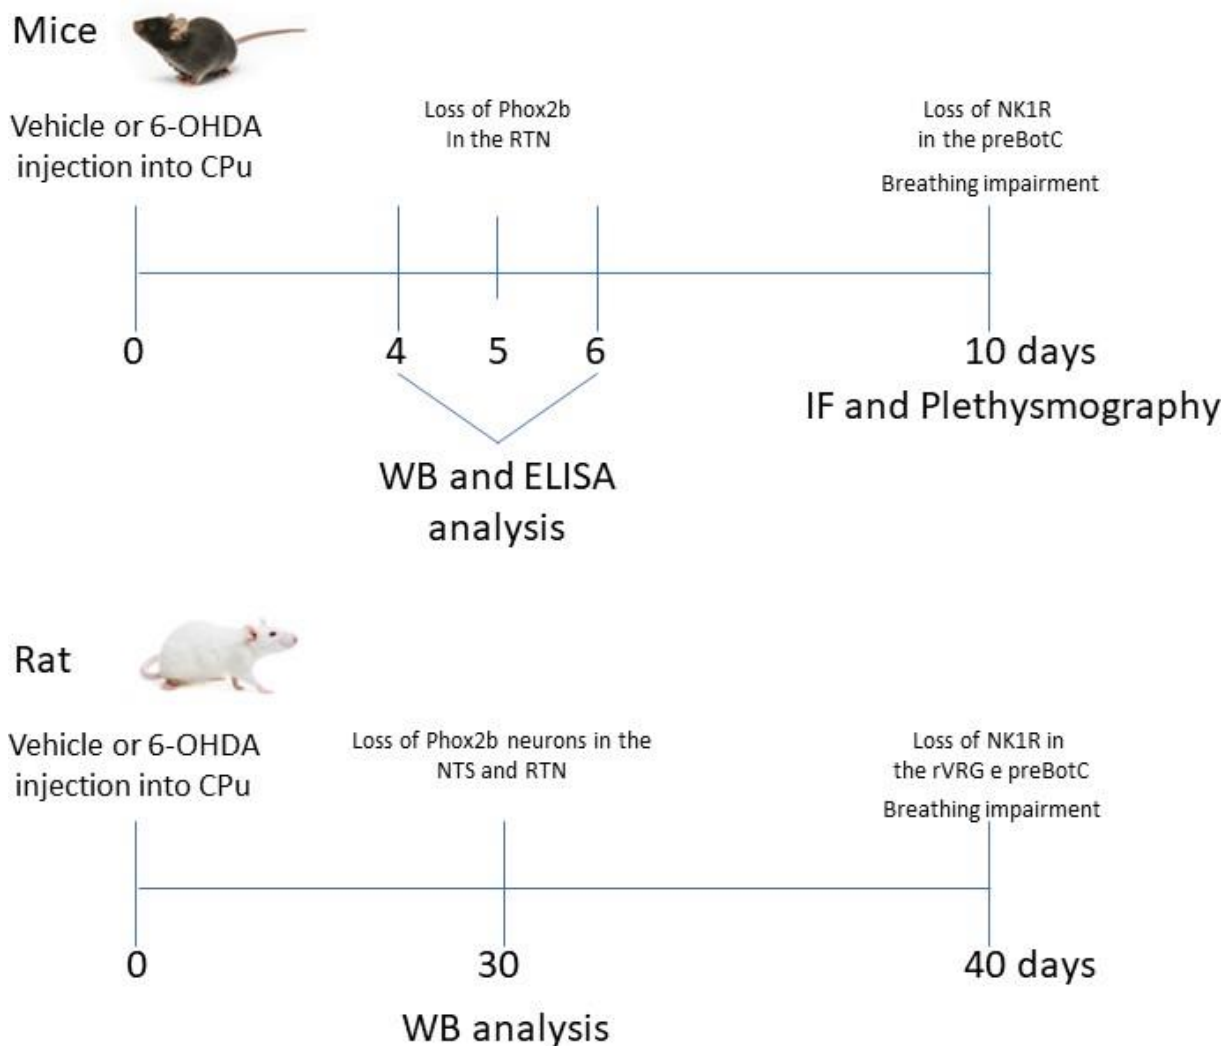 Mice
Vehicle or 6-OHDA
injection into CPu
Loss of Phox2b
In the RTN
Loss of NK1R
in the preBotC
Breathing impairment
0
4
5
6
10 days
IF and Plethysmography
WB and ELISA
analysis
Rat
Vehicle or 6-OHDA
injection into CPu
Loss of Phox2b neurons in the
NTS and RTN
Loss of NK1R in
the rVRG e preBotC
Breathing impairment
0
30
40 days
WB analysis